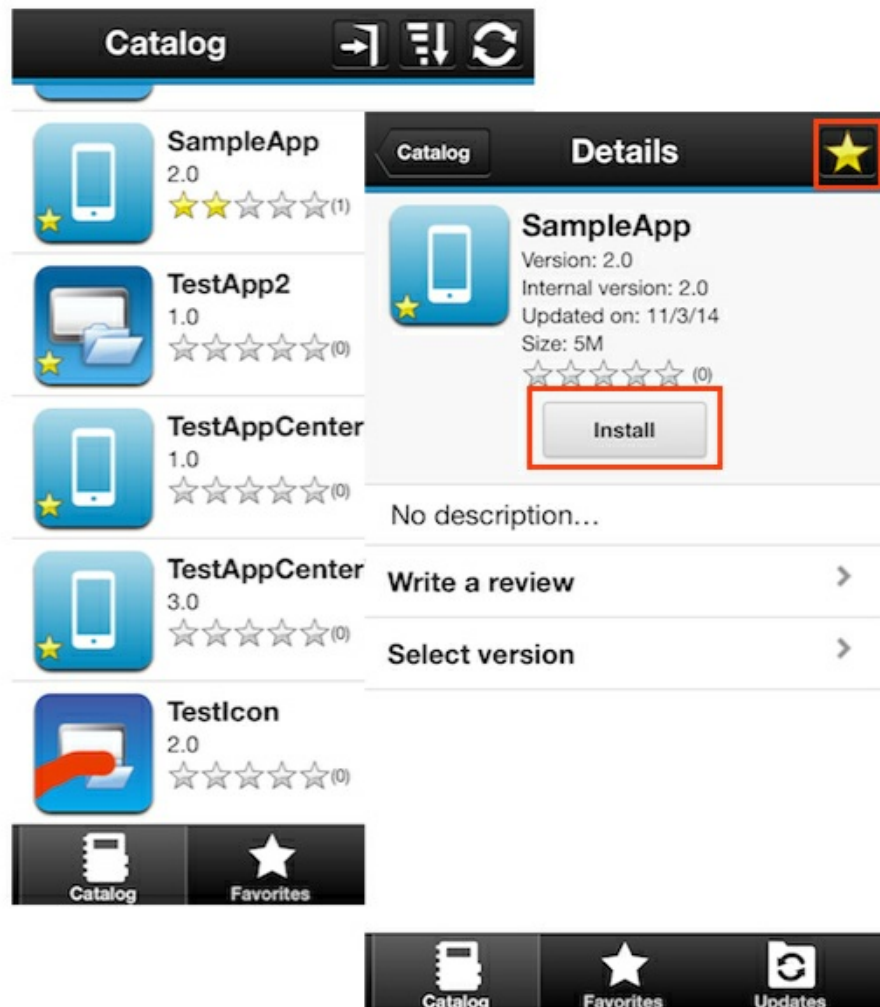 Catalog
SampleApp
2.0
(1)
TestApp2
1.0
(0)
TestAppCenter
1.0
(0)
TestAppCenter
3.0
(0)
TestIcon
2.0
(0)
Catalog
Favorites
Catalog
Details
SampleApp
Version: 2.0
Internal version: 2.0
Updated on: 11/3/14
Size: 5M
(0)
Install
No description...
Write a review
Select version
Catalog
Favorites
Updates